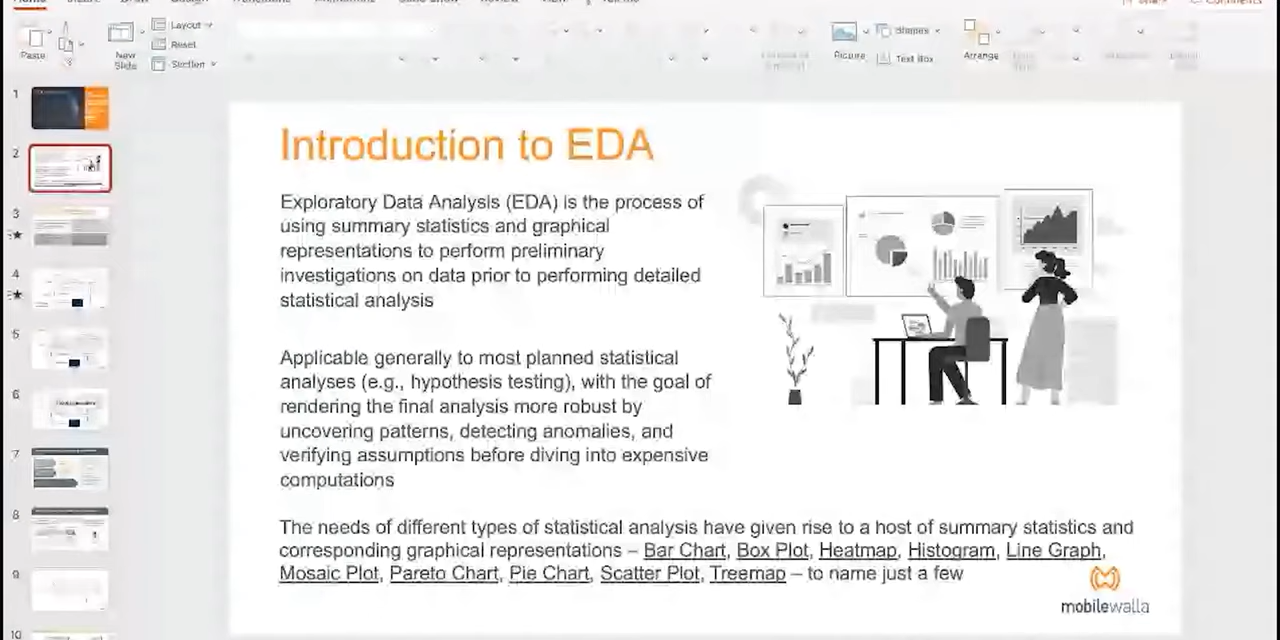 Home
Share
Comments
Layout
Reset
Section
Paste
New
Slide
Picture
Shapes
Text Box
Arrange
1
2
3
4
5
6
7
8
9
10
Introduction to EDA
Exploratory Data Analysis (EDA) is the process of
using summary statistics and graphical
representations to perform preliminary
investigations on data prior to performing detailed
statistical analysis
Applicable generally to most planned statistical
analyses (e.g., hypothesis testing), with the goal of
rendering the final analysis more robust by
uncovering patterns, detecting anomalies, and
verifying assumptions before diving into expensive
computations
The needs of different types of statistical analysis have given rise to a host of summary statistics and
corresponding graphical representations – Bar Chart, Box Plot, Heatmap, Histogram, Line Graph,
Mosaic Plot, Pareto Chart, Pie Chart, Scatter Plot, Treemap – to name just a few
mobilewalla